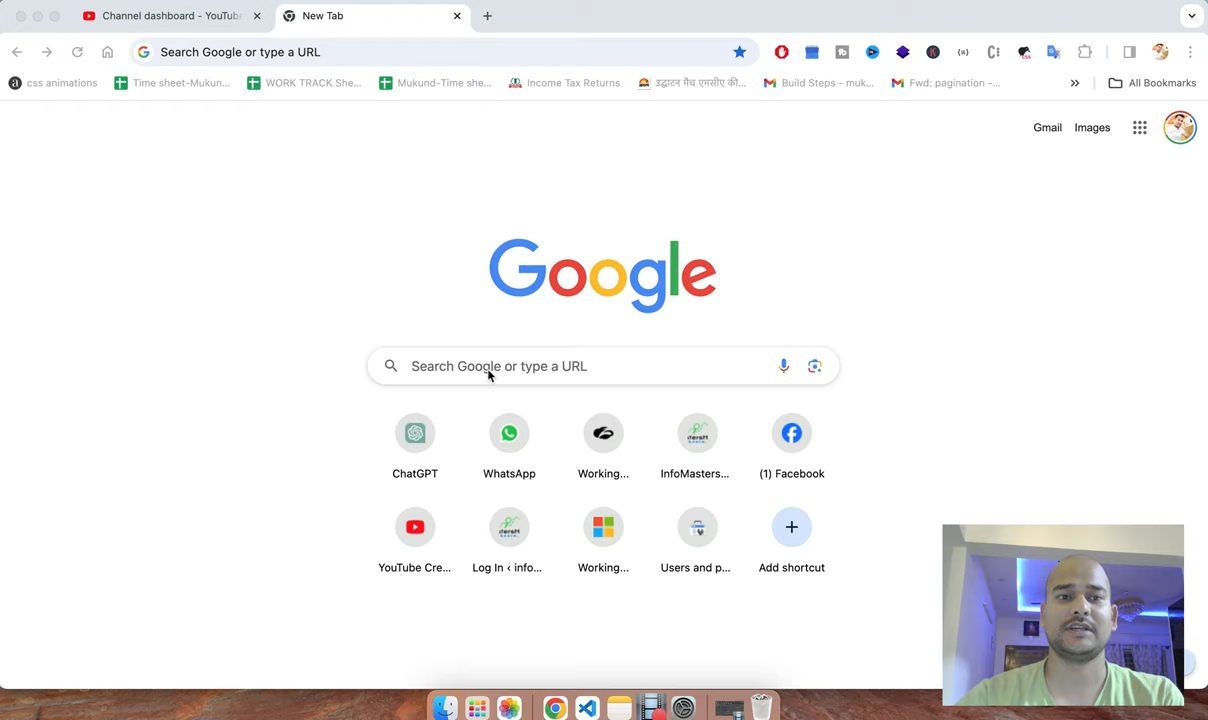 Channel dashboard - YouTube
New Tab
Search Google or type a URL
css animations
Time sheet-Mukun...
WORK TRACK She...
Mukund-Time she...
Income Tax Returns
उद्घाटन मैच एमसीए की...
Build Steps - muk...
Fwd: pagination -...
All Bookmarks
Gmail
Images
Google
Search Google or type a URL
ChatGPT
WhatsApp
Working...
InfoMasters...
(1) Facebook
YouTube Cre...
Log In ‹ info...
Working...
Users and p...
Add shortcut